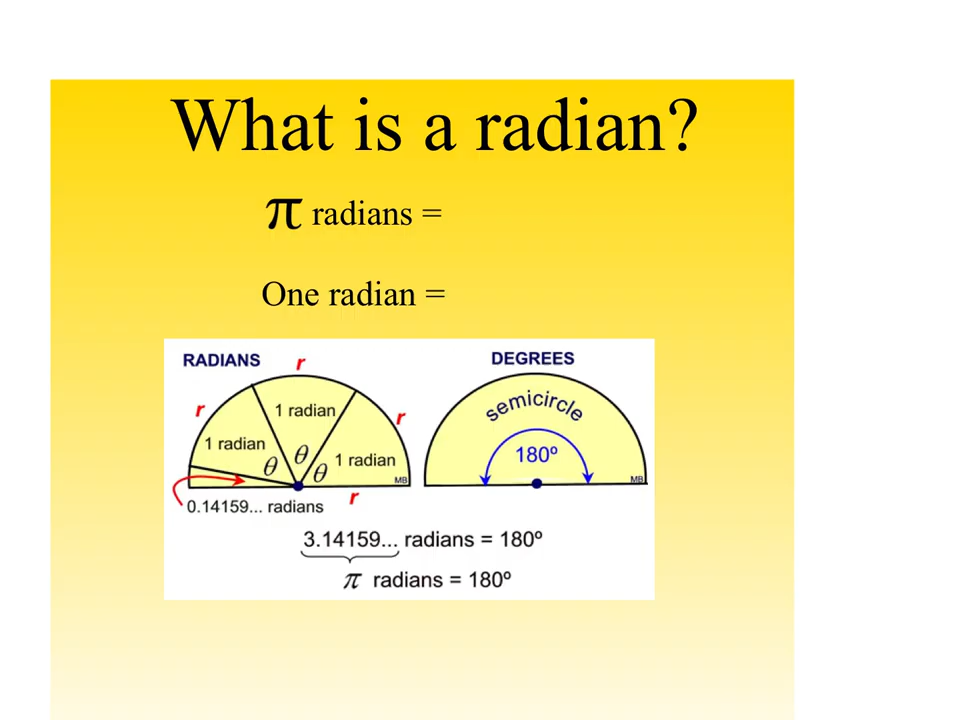 What is a radian?
π radians =
One radian =
RADIANS
r
r
r
1 radian
1 radian
1 radian
θ
θ
θ
MB
r
0.14159... radians
DEGREES
semicircle
180º
MB
3.14159... radians = 180º
π radians = 180º